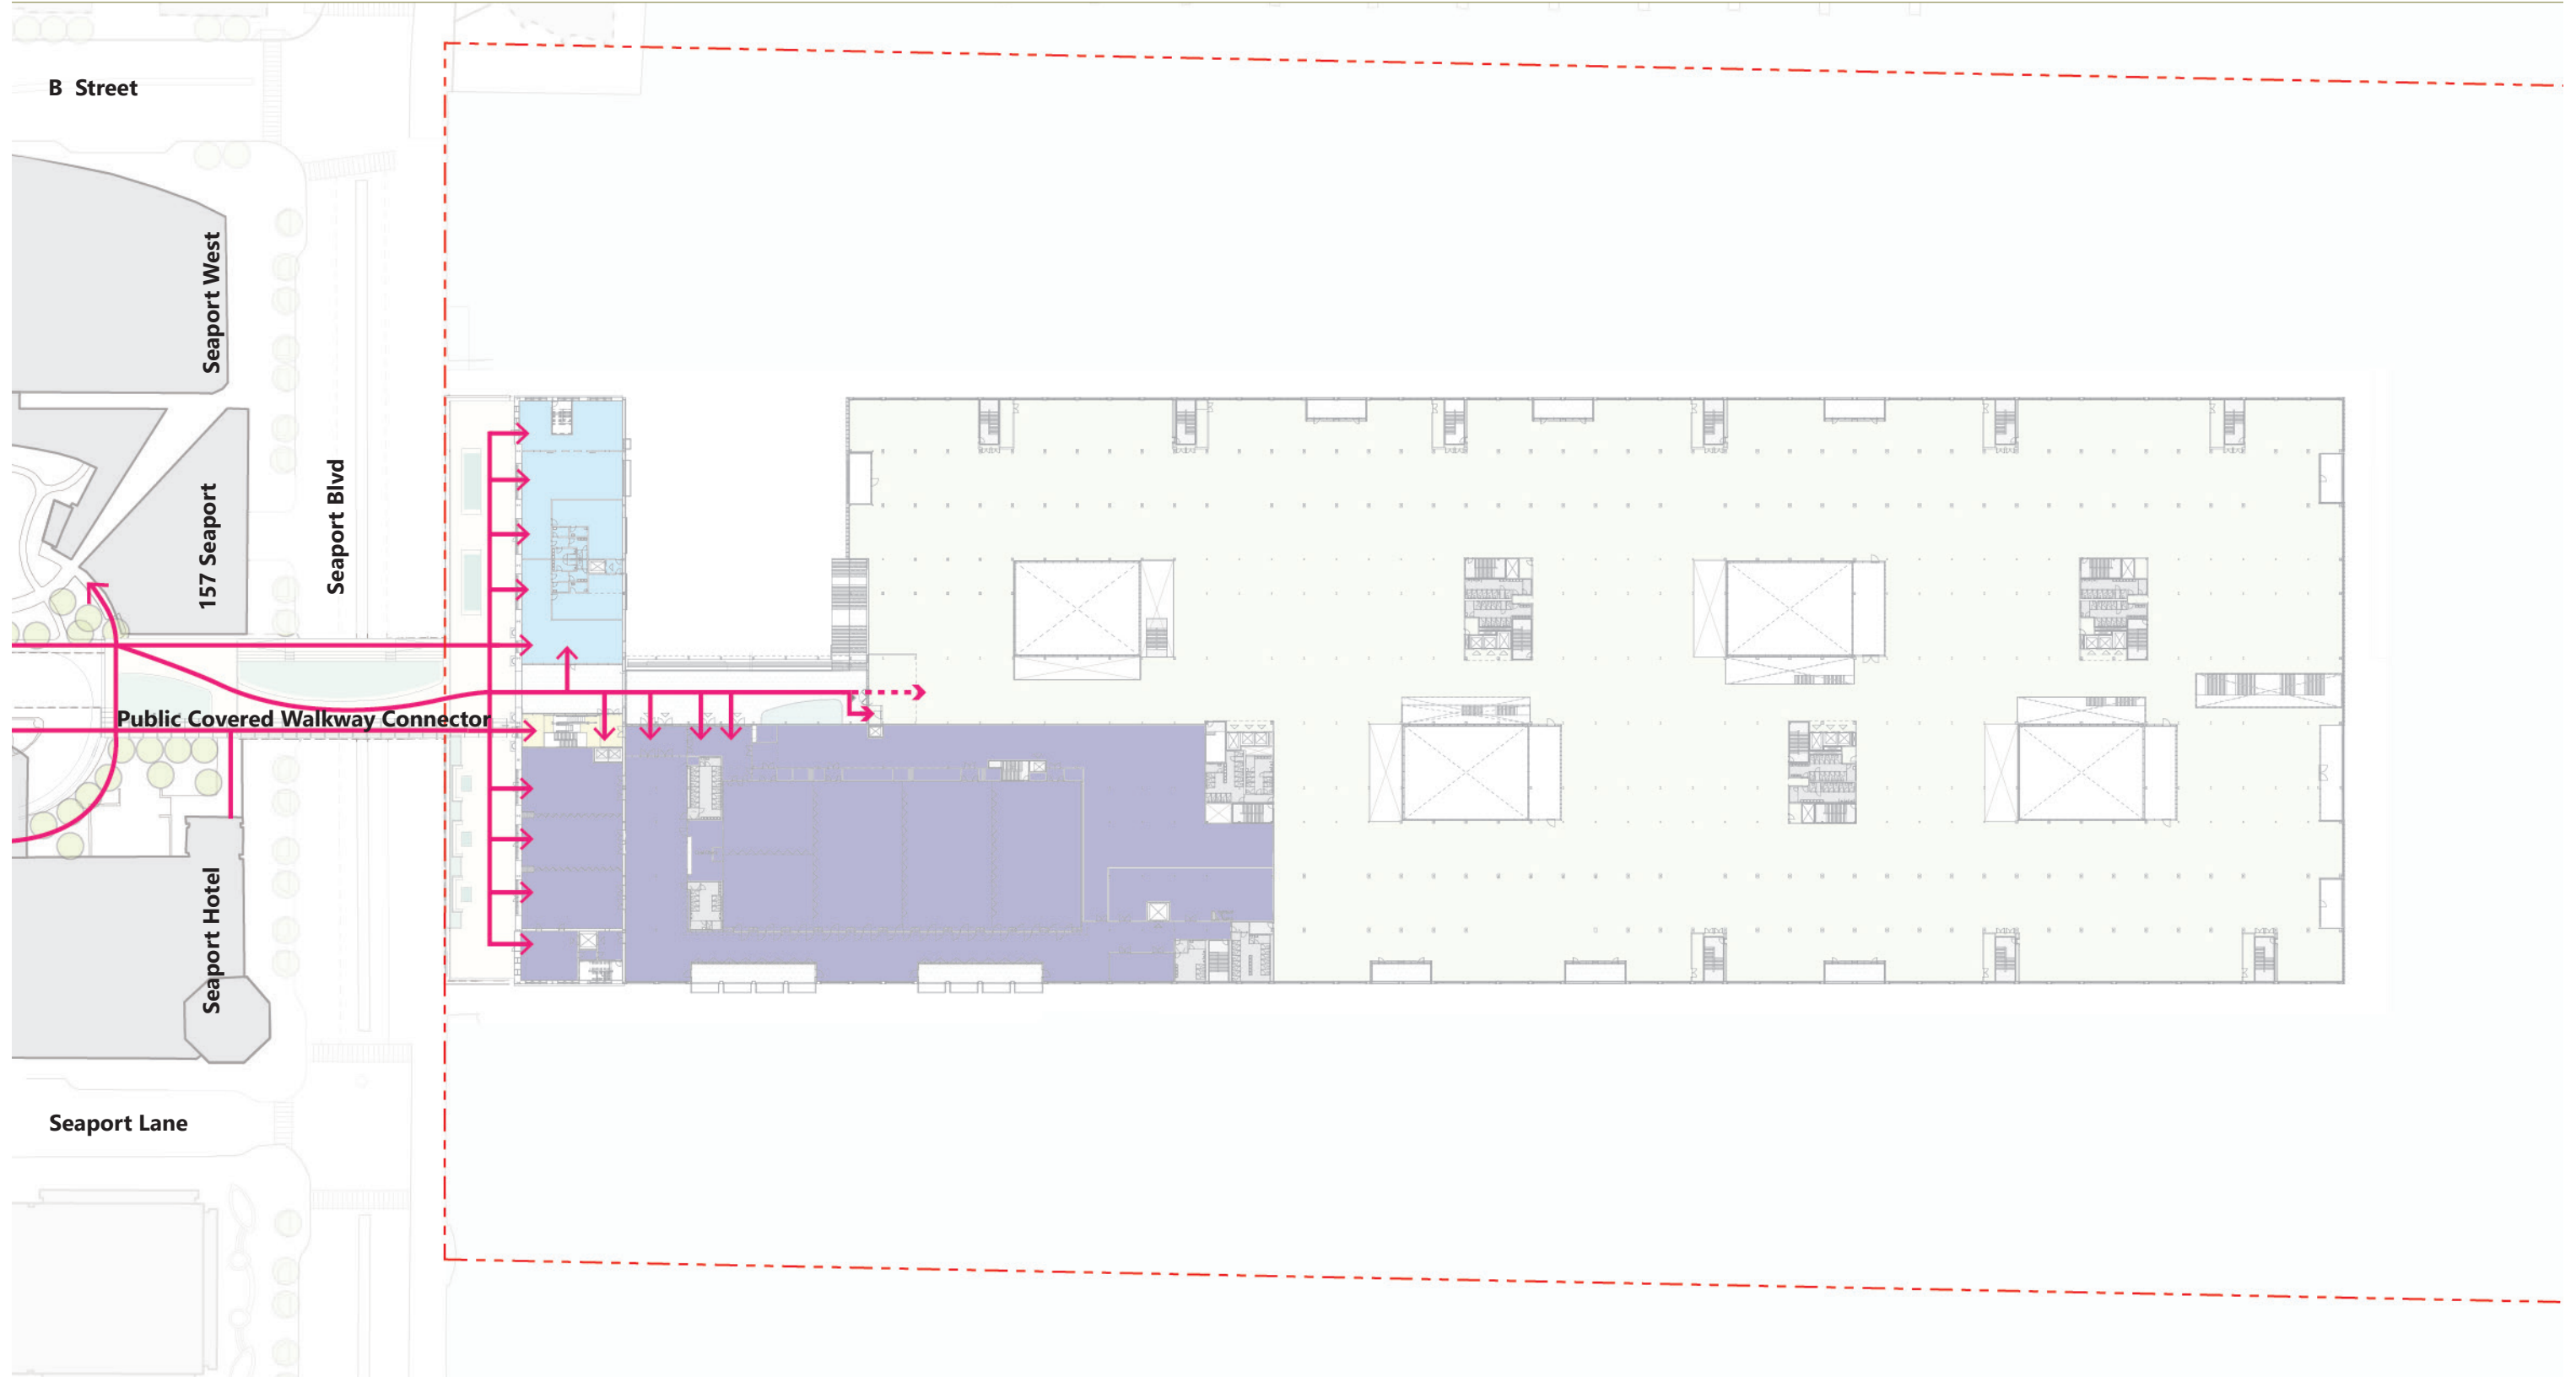 B Street
Seaport West
157 Seaport
Seaport Blvd
Public Covered Walkway Connector
Seaport Hotel
Seaport Lane